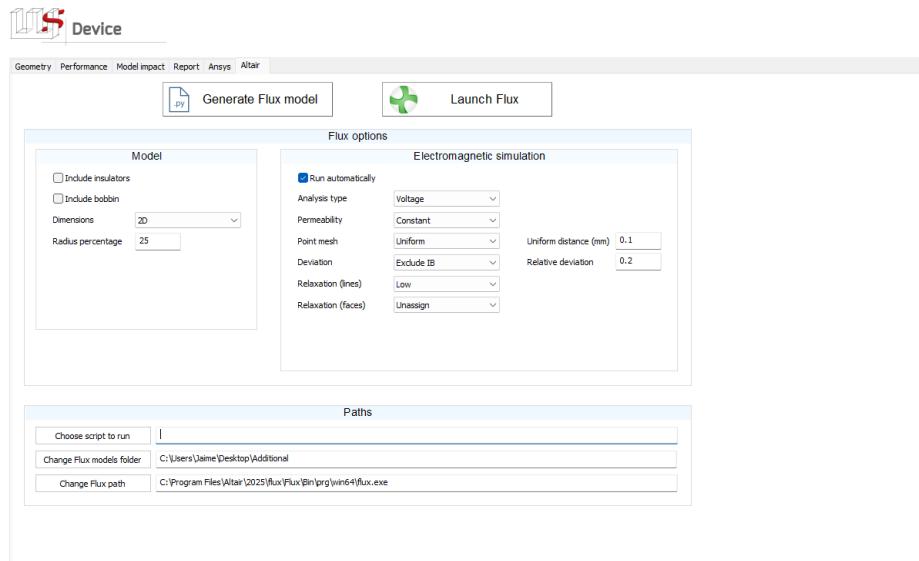 Device
Geometry Performance Model impact Report Ansys Altair
.py Generate Flux model Launch Flux
Flux options
Model Electromagnetic simulation
Include insulators Run automatically
Include bobbin Analysis type Voltage
Dimensions 2D Permeability Constant
Radius percentage 25 Point mesh Uniform Uniform distance (mm) 0.1
Deviation Exclude IB Relative deviation 0.2
Relaxation (lines) Low
Relaxation (faces) Unassign
Paths
Choose script to run
Change Flux models folder C:\Users\Jaime\Desktop\Additional
Change Flux path C:\Program Files\Altair\2025\flux\Flux\Bin\prg\win64\flux.exe